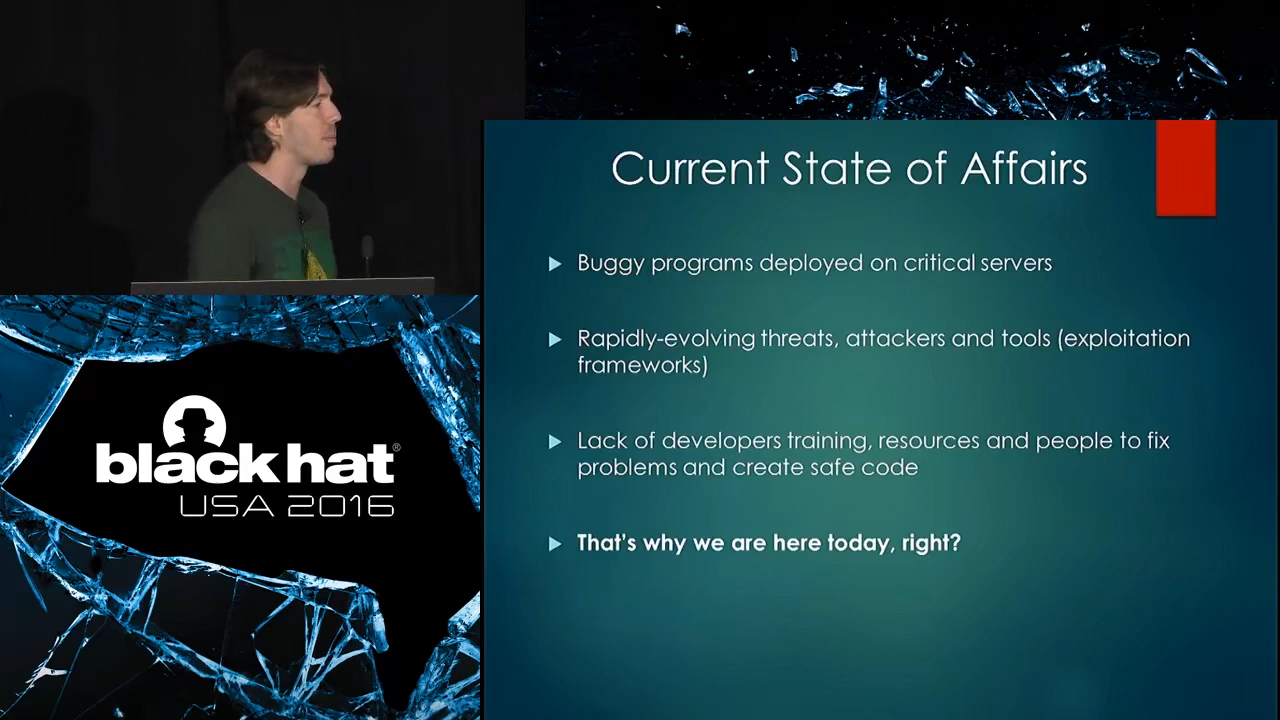 Current State of Affairs
Buggy programs deployed on critical servers
Rapidly-evolving threats, attackers and tools (exploitation
frameworks)
Lack of developers training, resources and people to fix
problems and create safe code
That's why we are here today, right?
black hat®
USA 2016